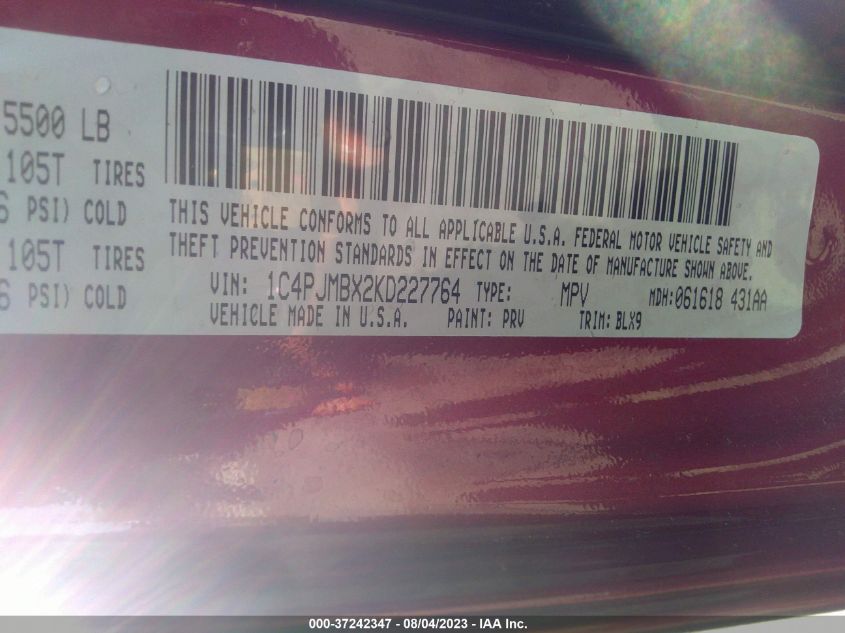 5500 LB
105T TIRES
PSI) COLD
105T TIRES
PSI) COLD
THIS VEHICLE CONFORMS TO ALL APPLICABLE U.S.A. FEDERAL MOTOR VEHICLE SAFETY AND
THEFT PREVENTION STANDARDS IN EFFECT ON THE DATE OF MANUFACTURE SHOWN ABOVE.
VIN: 1C4PJMBX2KD227764 TYPE: MPV MDH:061618 431AA
VEHICLE MADE IN U.S.A. PAINT: PRV TRIM: BLX9
000-37242347 - 08/04/2023 - IAA Inc.